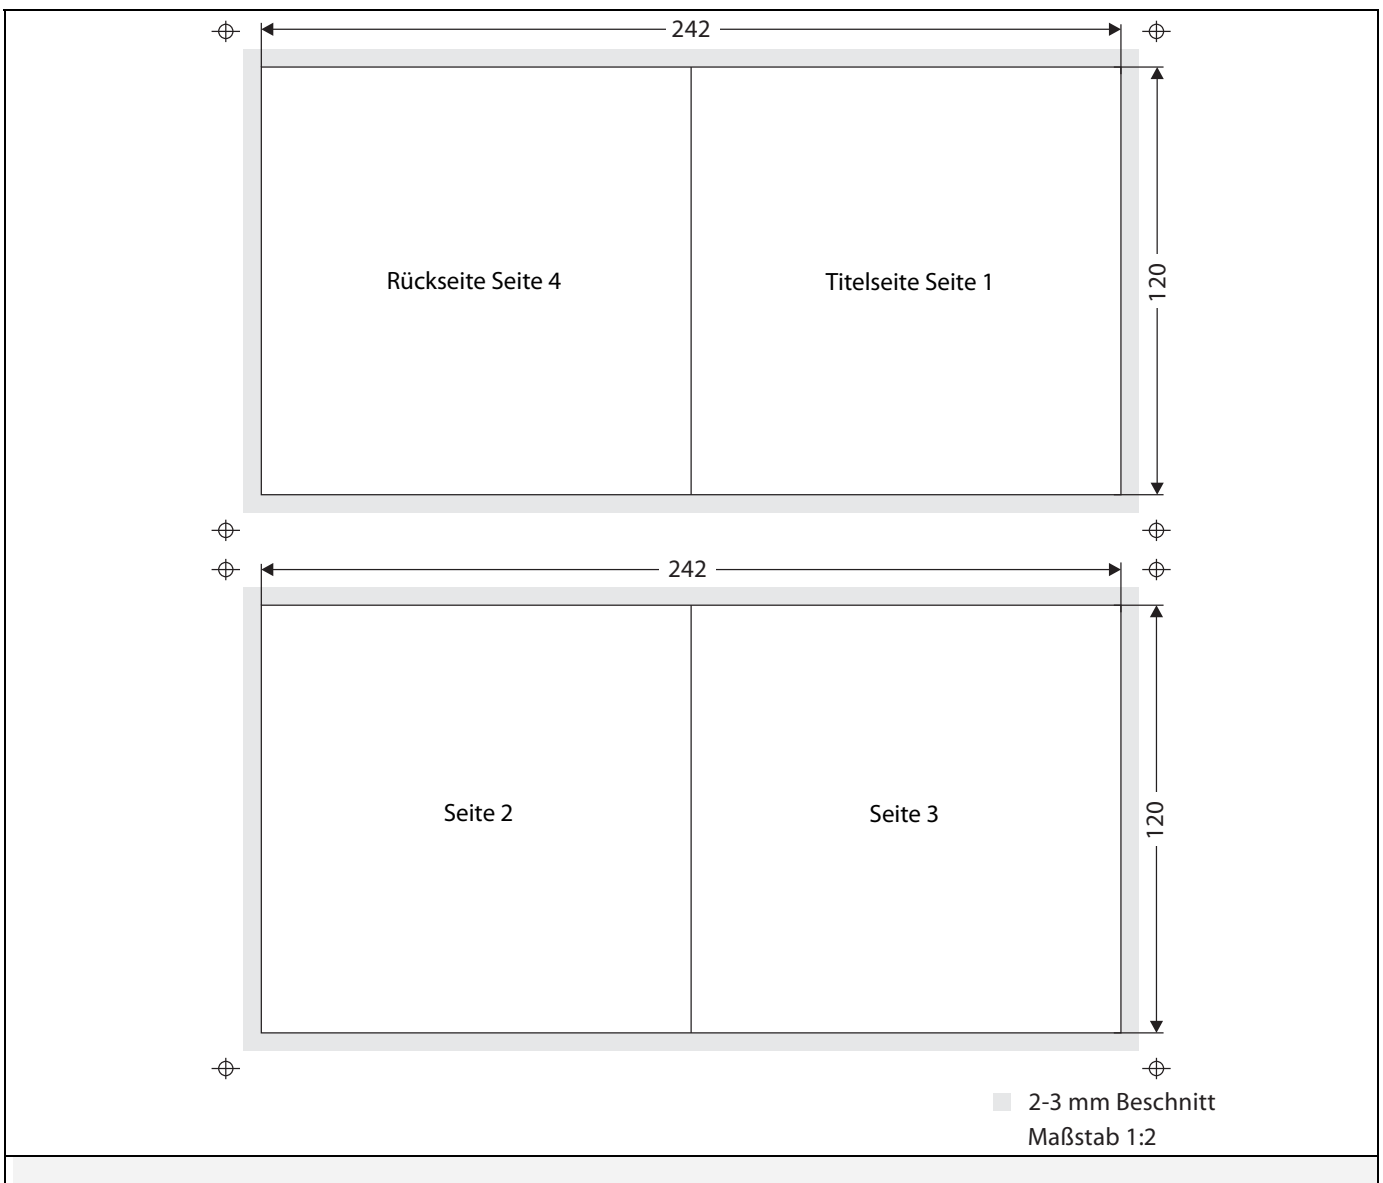 242
Rückseite Seite 4
Titelseite Seite 1
120
242
Seite 2
Seite 3
120
2-3 mm Beschnitt
Maßstab 1:2